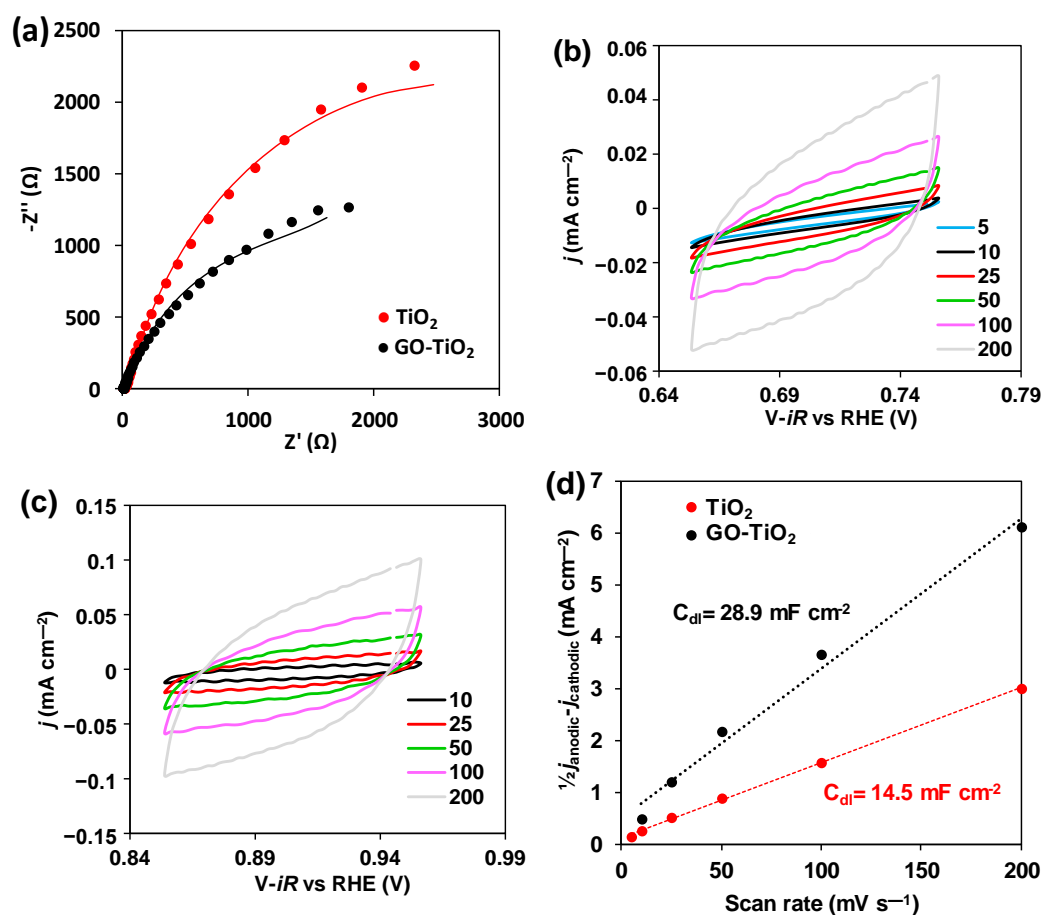 (a)
2500
2000
1500
1000
500
0
-Z'' (Ω)
TiO₂
GO-TiO₂
0 1000 2000 3000
Z' (Ω)
(b)
0.06
0.04
0.02
0
−0.02
−0.04
−0.06
j (mA cm⁻²)
5
10
25
50
100
200
0.64 0.69 0.74 0.79
V-iR vs RHE (V)
(c)
0.15
0.1
0.05
0
−0.05
−0.1
−0.15
j (mA cm⁻²)
10
25
50
100
200
0.84 0.89 0.94 0.99
V-iR vs RHE (V)
(d)
7
6
5
4
3
2
1
0
½j anodic-j cathodic (mA cm⁻²)
TiO₂
GO-TiO₂
C dl= 28.9 mF cm⁻²
C dl= 14.5 mF cm⁻²
0 50 100 150 200
Scan rate (mV s⁻¹)